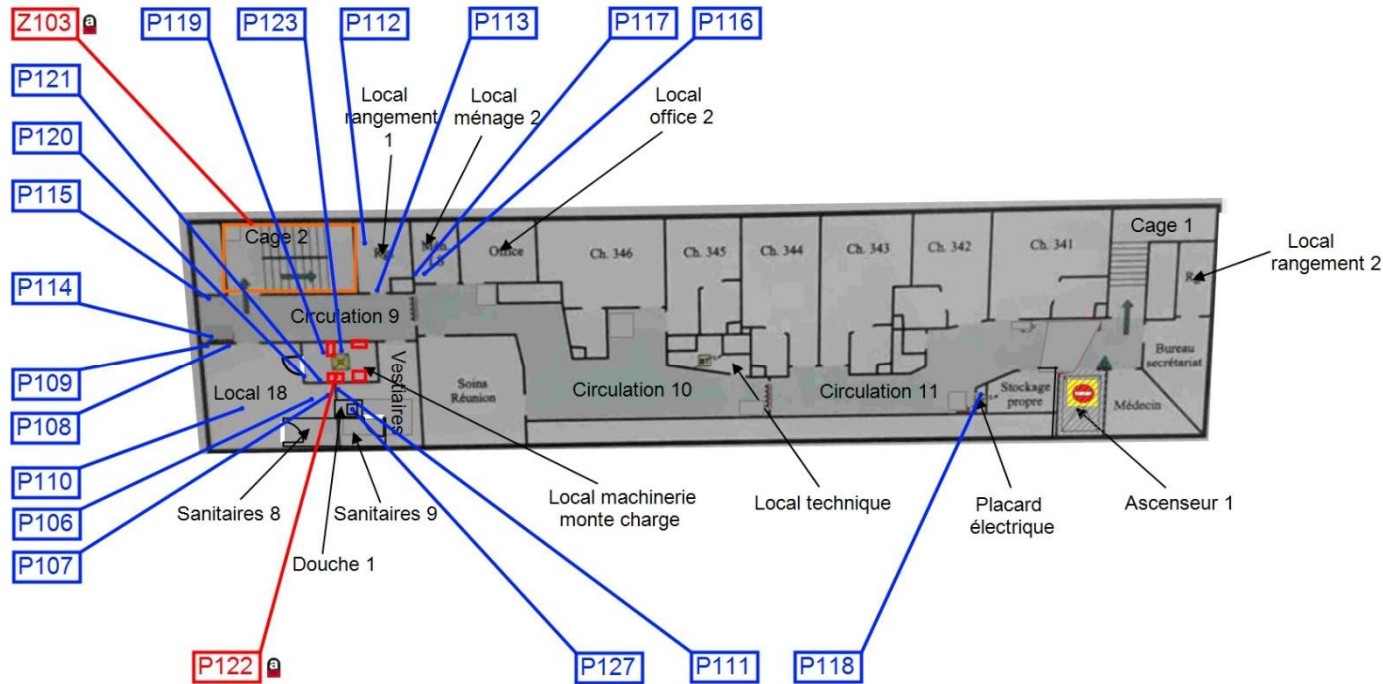 Z103 a
P119
P123
P112
P113
P117
P116
P121
P120
P115
P114
P109
P108
P110
P106
P107
Local
rangement
1
Local
ménage 2
Local
office 2
Cage 2
Office
Ch. 346
Ch. 345
Ch. 344
Ch. 343
Ch. 342
Ch. 341
Cage 1
Local
rangement 2
Circulation 9
Local 18
Vestiaires
Soins
Réunion
Circulation 10
Circulation 11
Stockage
propre
Bureau
secrétariat
Médecin
Sanitaires 8
Sanitaires 9
Douche 1
Local machinerie
monte charge
Local technique
Placard
électrique
Ascenseur 1
P122 a
P127
P111
P118